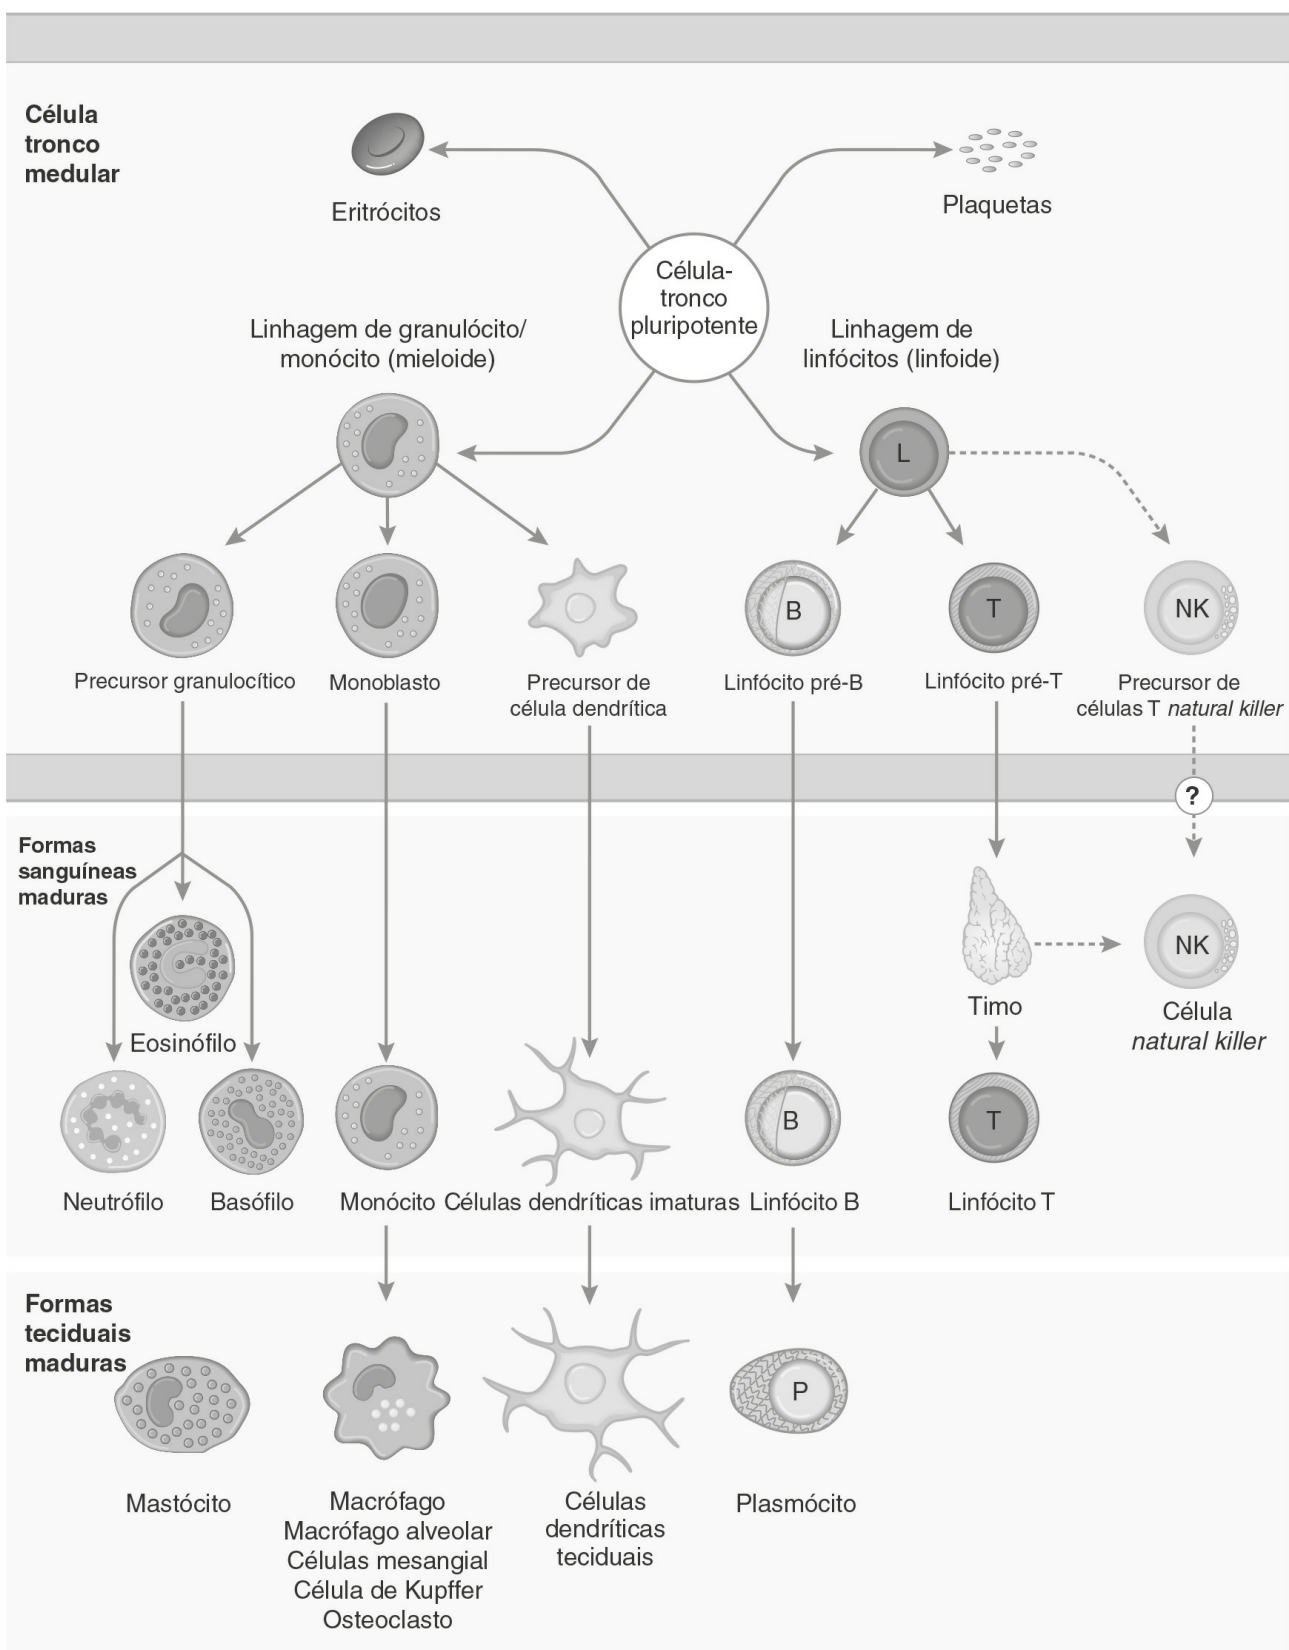 Célula
tronco
medular
Eritrócitos
Plaquetas
Célula-
tronco
pluripotente
Linhagem de granulócito/
monócito (mieloide)
Linhagem de
linfócitos (linfoide)
L
B
T
NK
Precursor granulocítico
Monoblasto
Precursor de
célula dendrítica
Linfócito pré-B
Linfócito pré-T
Precursor de
células T natural killer
?
Formas
sanguíneas
maduras
Eosinófilo
Timo
NK
Célula
natural killer
B
T
Neutrófilo
Basófilo
Monócito
Células dendríticas imaturas
Linfócito B
Linfócito T
Formas
teciduais
maduras
P
Mastócito
Macrófago
Macrófago alveolar
Células mesangial
Célula de Kupffer
Osteoclasto
Células
dendríticas
teciduais
Plasmócito